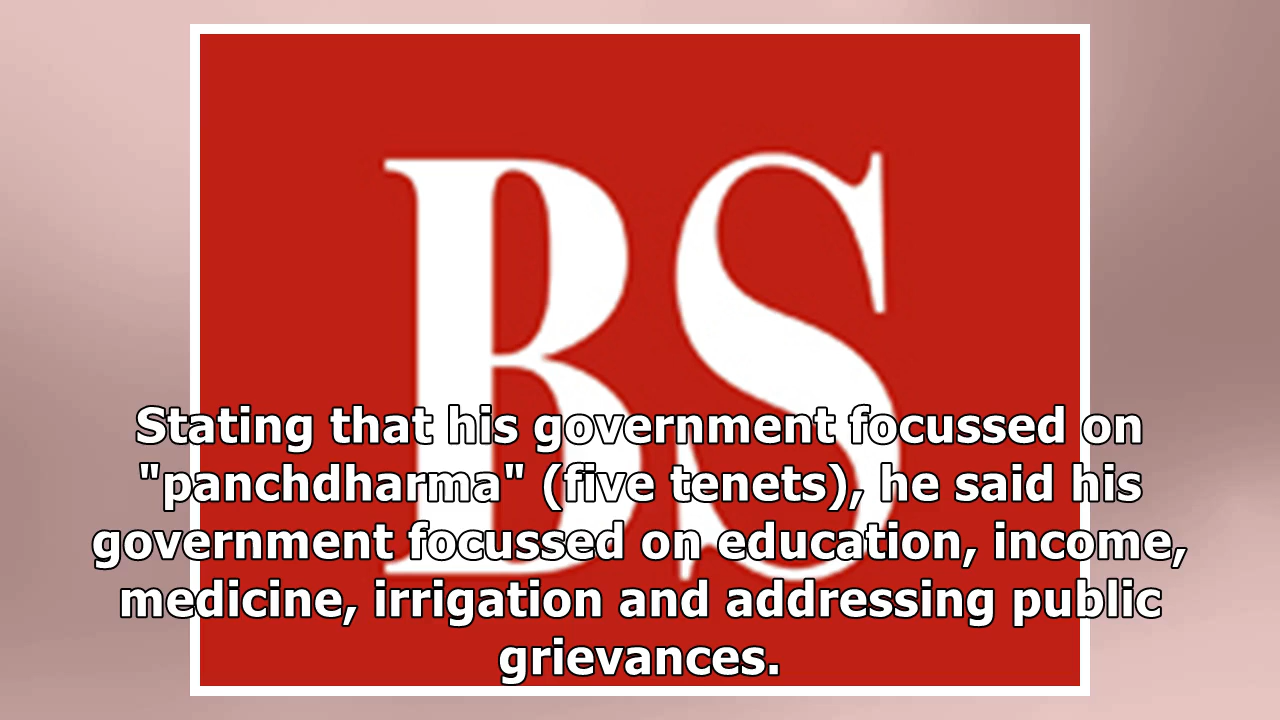 BS
Stating that his government focussed on
"panchdharma" (five tenets), he said his
government focussed on education, income,
medicine, irrigation and addressing public
grievances.